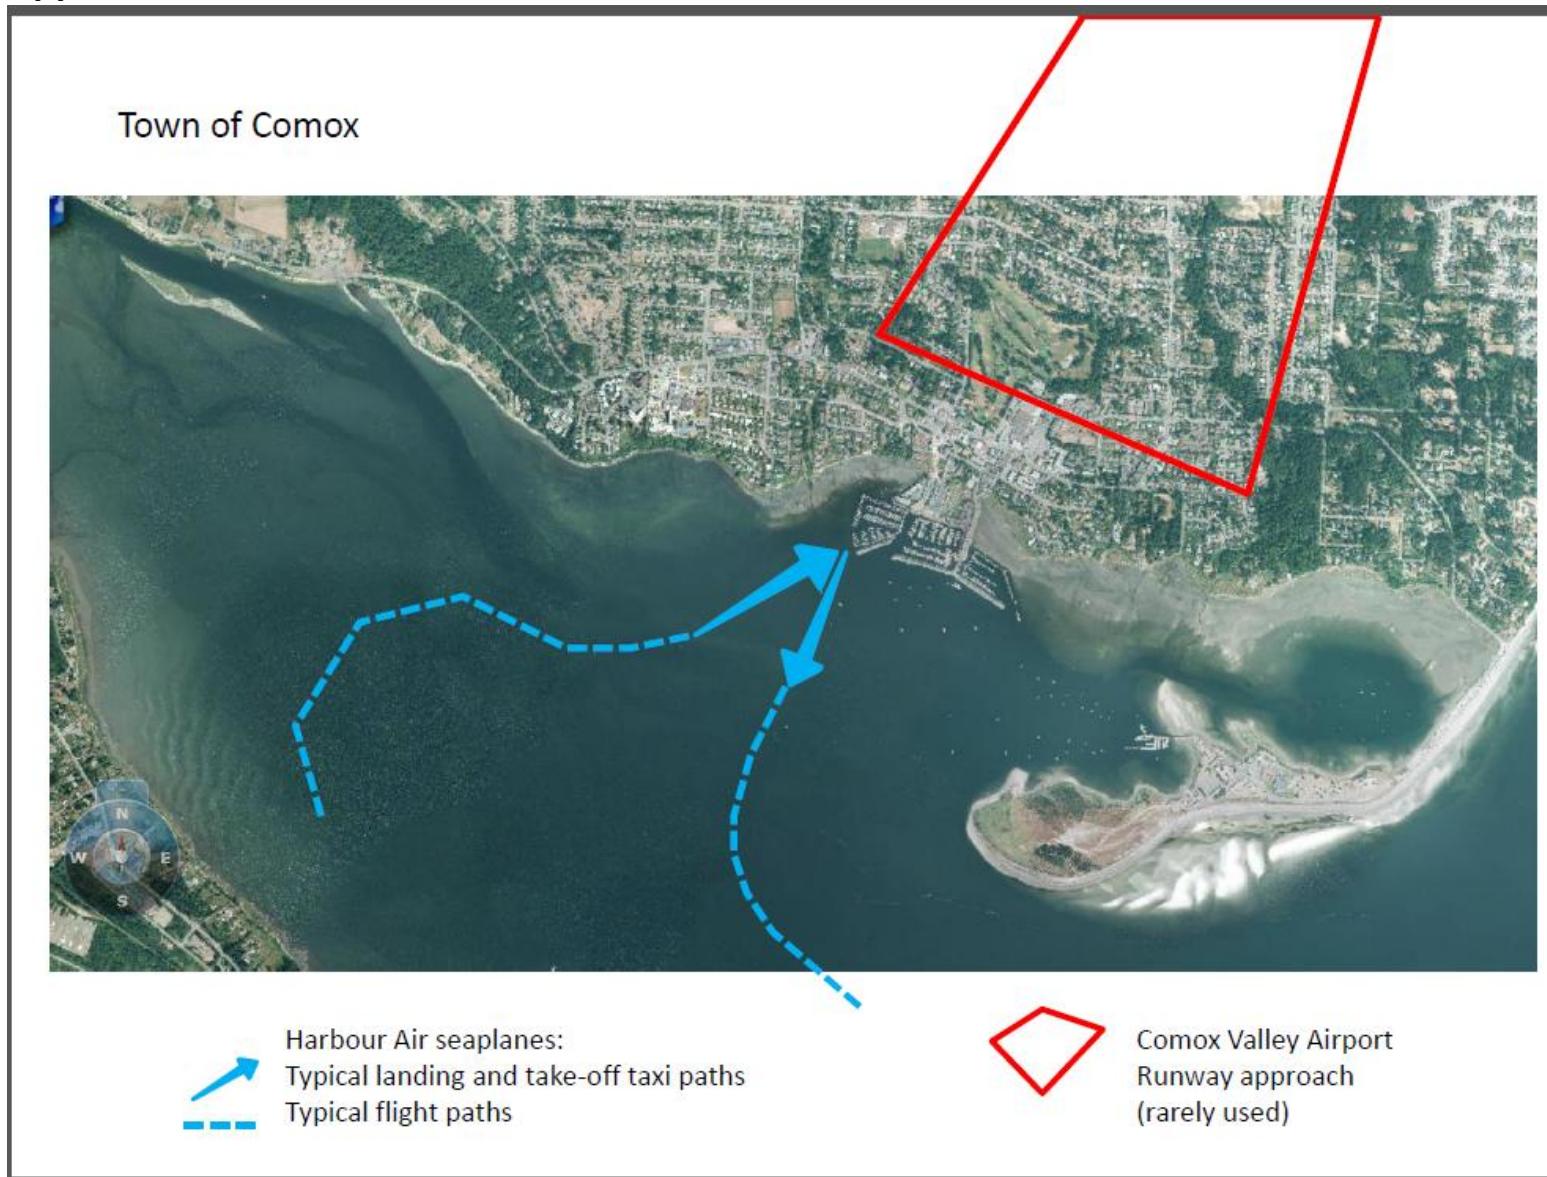 Town of Comox
N
W
E
S
Harbour Air seaplanes:
Typical landing and take-off taxi paths
Typical flight paths
Comox Valley Airport
Runway approach
(rarely used)